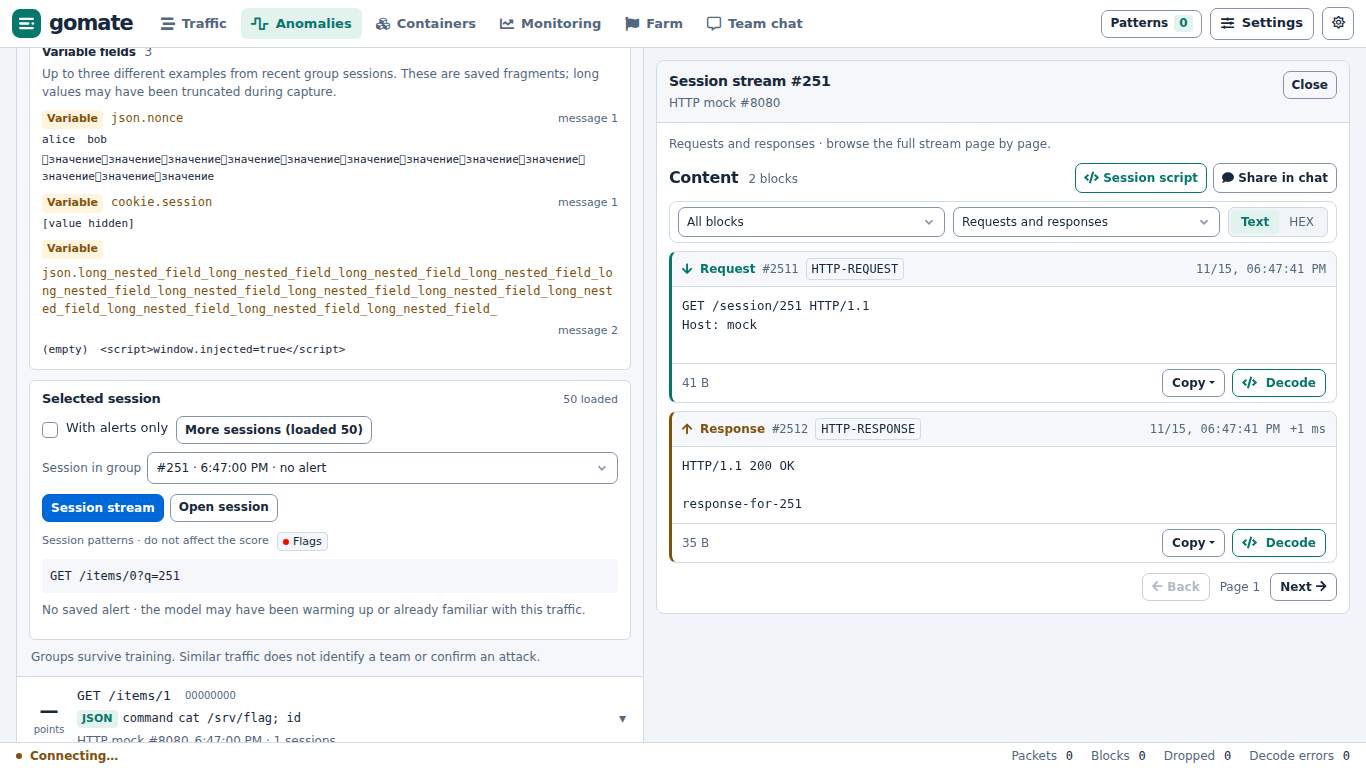 gomate
Traffic
Anomalies
Containers
Monitoring
Farm
Team chat
Patterns 0
Settings
Variable fields 3
Up to three different examples from recent group sessions. These are saved fragments; long
values may have been truncated during capture.
Variable json.nonce message 1
alice bob
□значение□значение□значение□значение□значение□значение□значение□значение□значение□
значение□значение□значение
Variable cookie.session message 1
[value hidden]
Variable
json.long_nested_field_long_nested_field_long_nested_field_long_nested_field_lo
ng_nested_field_long_nested_field_long_nested_field_long_nested_field_long_nest
ed_field_long_nested_field_long_nested_field_long_nested_field_
message 2
(empty) <script>window.injected=true</script>
Selected session 50 loaded
With alerts only More sessions (loaded 50)
Session in group #251 · 6:47:00 PM · no alert
Session stream Open session
Session patterns · do not affect the score Flags
GET /items/0?q=251
No saved alert · the model may have been warming up or already familiar with this traffic.
Groups survive training. Similar traffic does not identify a team or confirm an attack.
GET /items/1 00000000
— points
JSON command cat /srv/flag; id ▼
HTTP mock #8080 6:47:00 PM · 1 sessions
Session stream #251
HTTP mock #8080
Close
Requests and responses · browse the full stream page by page.
Content 2 blocks
Session script
Share in chat
All blocks
Requests and responses
Text HEX
Request #2511 HTTP-REQUEST 11/15, 06:47:41 PM
GET /session/251 HTTP/1.1
Host: mock
41 B Copy Decode
Response #2512 HTTP-RESPONSE 11/15, 06:47:41 PM +1 ms
HTTP/1.1 200 OK
response-for-251
35 B Copy Decode
← Back Page 1 Next →
Connecting…
Packets 0 Blocks 0 Dropped 0 Decode errors 0